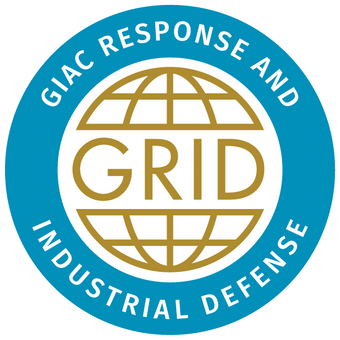 GIAC RESPONSE AND
GRID
INDUSTRIAL DEFENSE